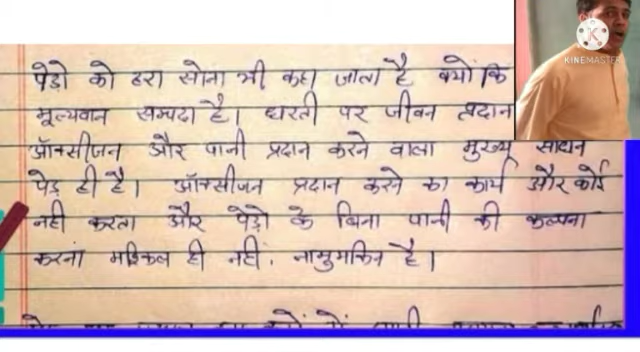 KINEMASTER
पेड़ो को हरा सोना भी कहा जाता है क्यों कि
मूल्यवान सम्पदा है। धरती पर जीवन प्रदान
ऑक्सीजन और पानी प्रदान करने वाला मुख्य साधन
पेड़ ही है। ऑक्सीजन प्रदान करने का कार्य और कोई
नही करता और पेड़ो के बिना पानी की कल्पना
करनां मश्किल ही नहीं. नामुमकिन है।